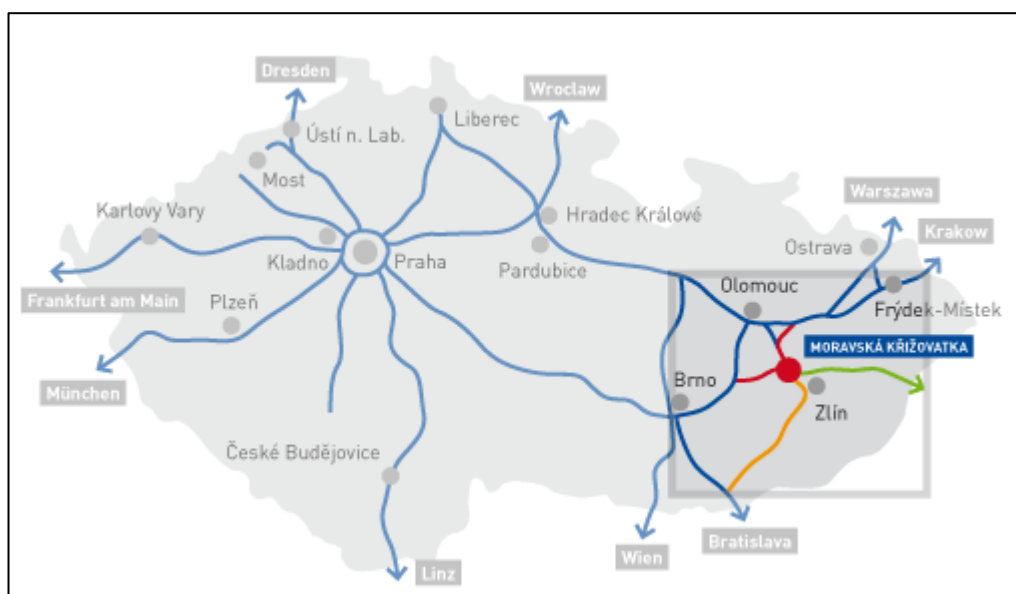 Dresden
Wroclaw
Liberec
Ústí n. Lab.
Most
Warszawa
Karlovy Vary
Hradec Králové
Ostrava
Krakow
Kladno
Praha
Pardubice
Frankfurt am Main
Plzeň
Olomouc
Frýdek-Místek
MORAVSKÁ KŘIŽOVATKA
München
Brno
Zlín
České Budějovice
Bratislava
Wien
Linz